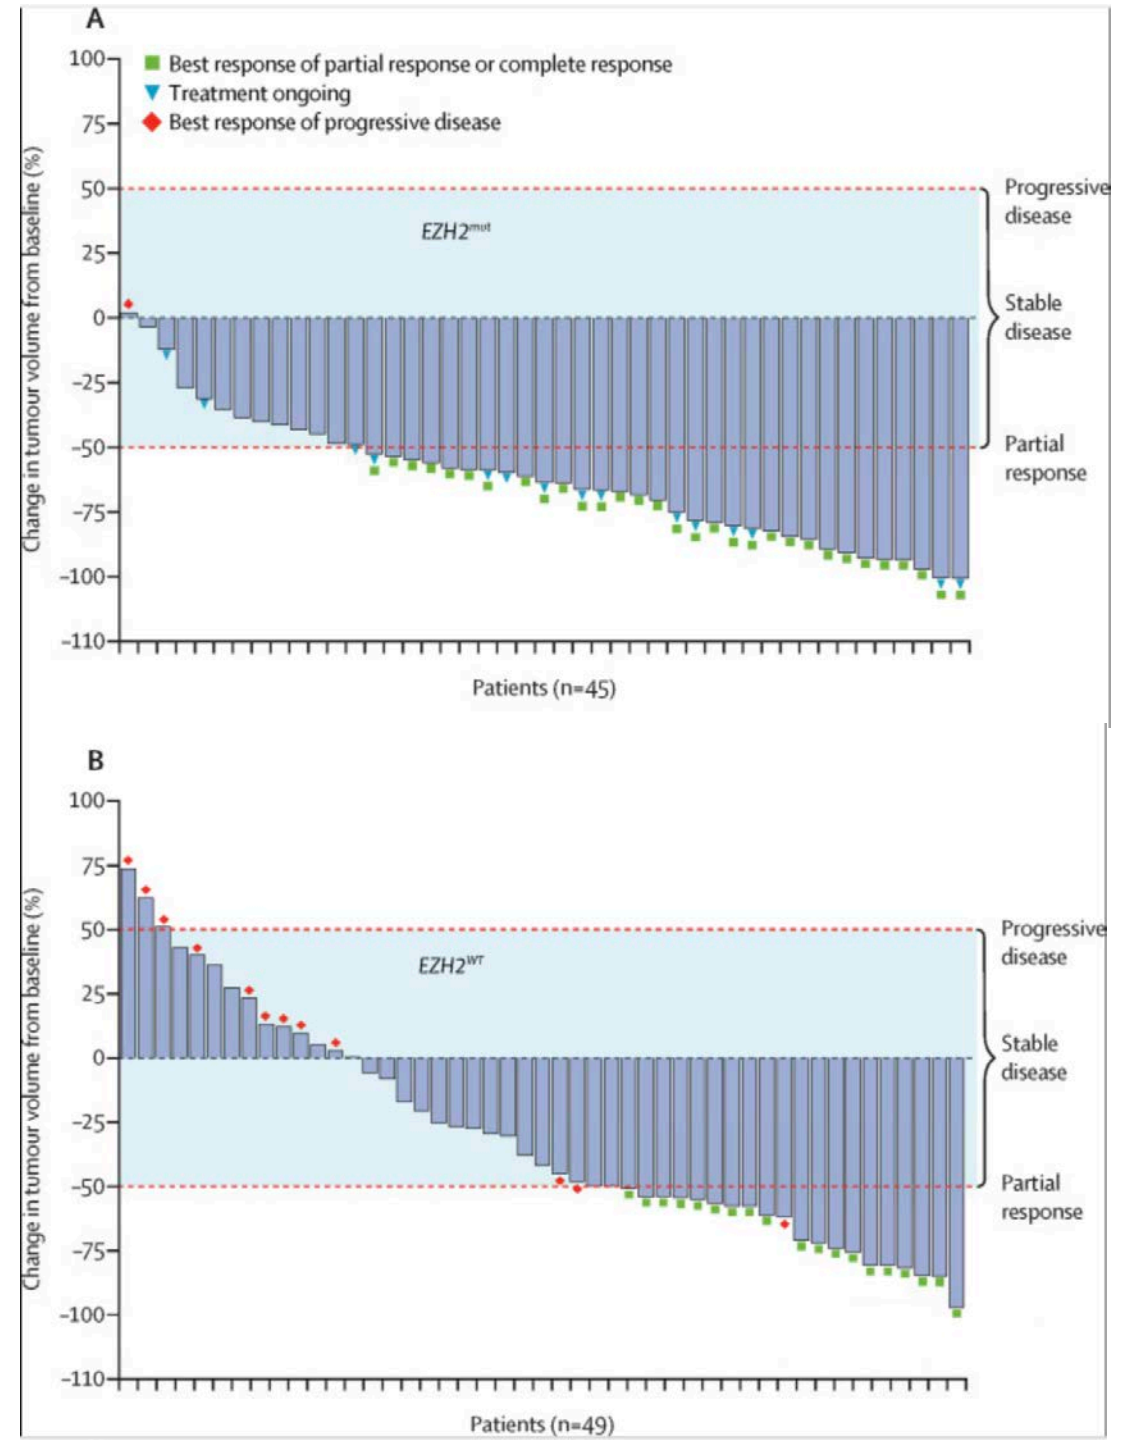 A
Best response of partial response or complete response
Treatment ongoing
Best response of progressive disease
Change in tumour volume from baseline (%)
100
75
50
25
0
–25
–50
–75
–100
–110
EZH2mut
Progressive
disease
Stable
disease
Partial
response
Patients (n=45)
B
Change in tumour volume from baseline (%)
100
75
50
25
0
–25
–50
–75
–100
–110
EZH2WT
Progressive
disease
Stable
disease
Partial
response
Patients (n=49)